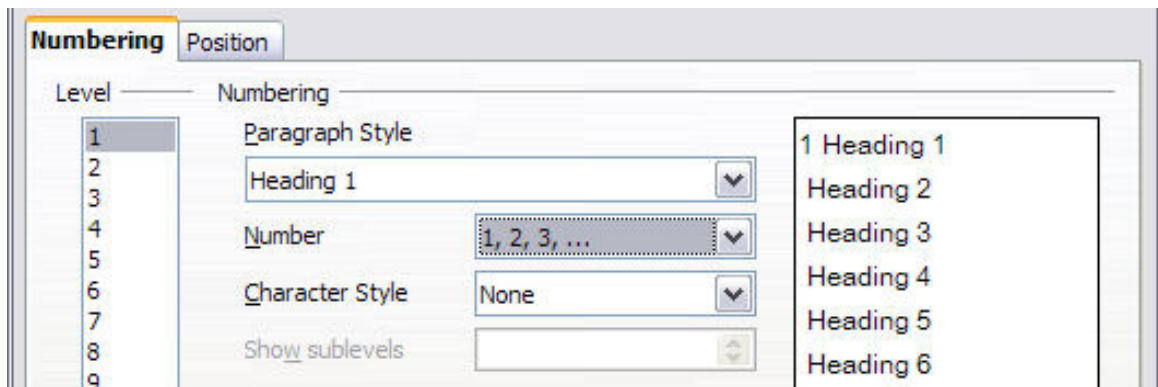 Numbering Position
Level
Numbering
1
2
3
4
5
6
7
8
9
Paragraph Style
Heading 1
Number
1, 2, 3, ...
Character Style
None
Show sublevels
1 Heading 1
Heading 2
Heading 3
Heading 4
Heading 5
Heading 6